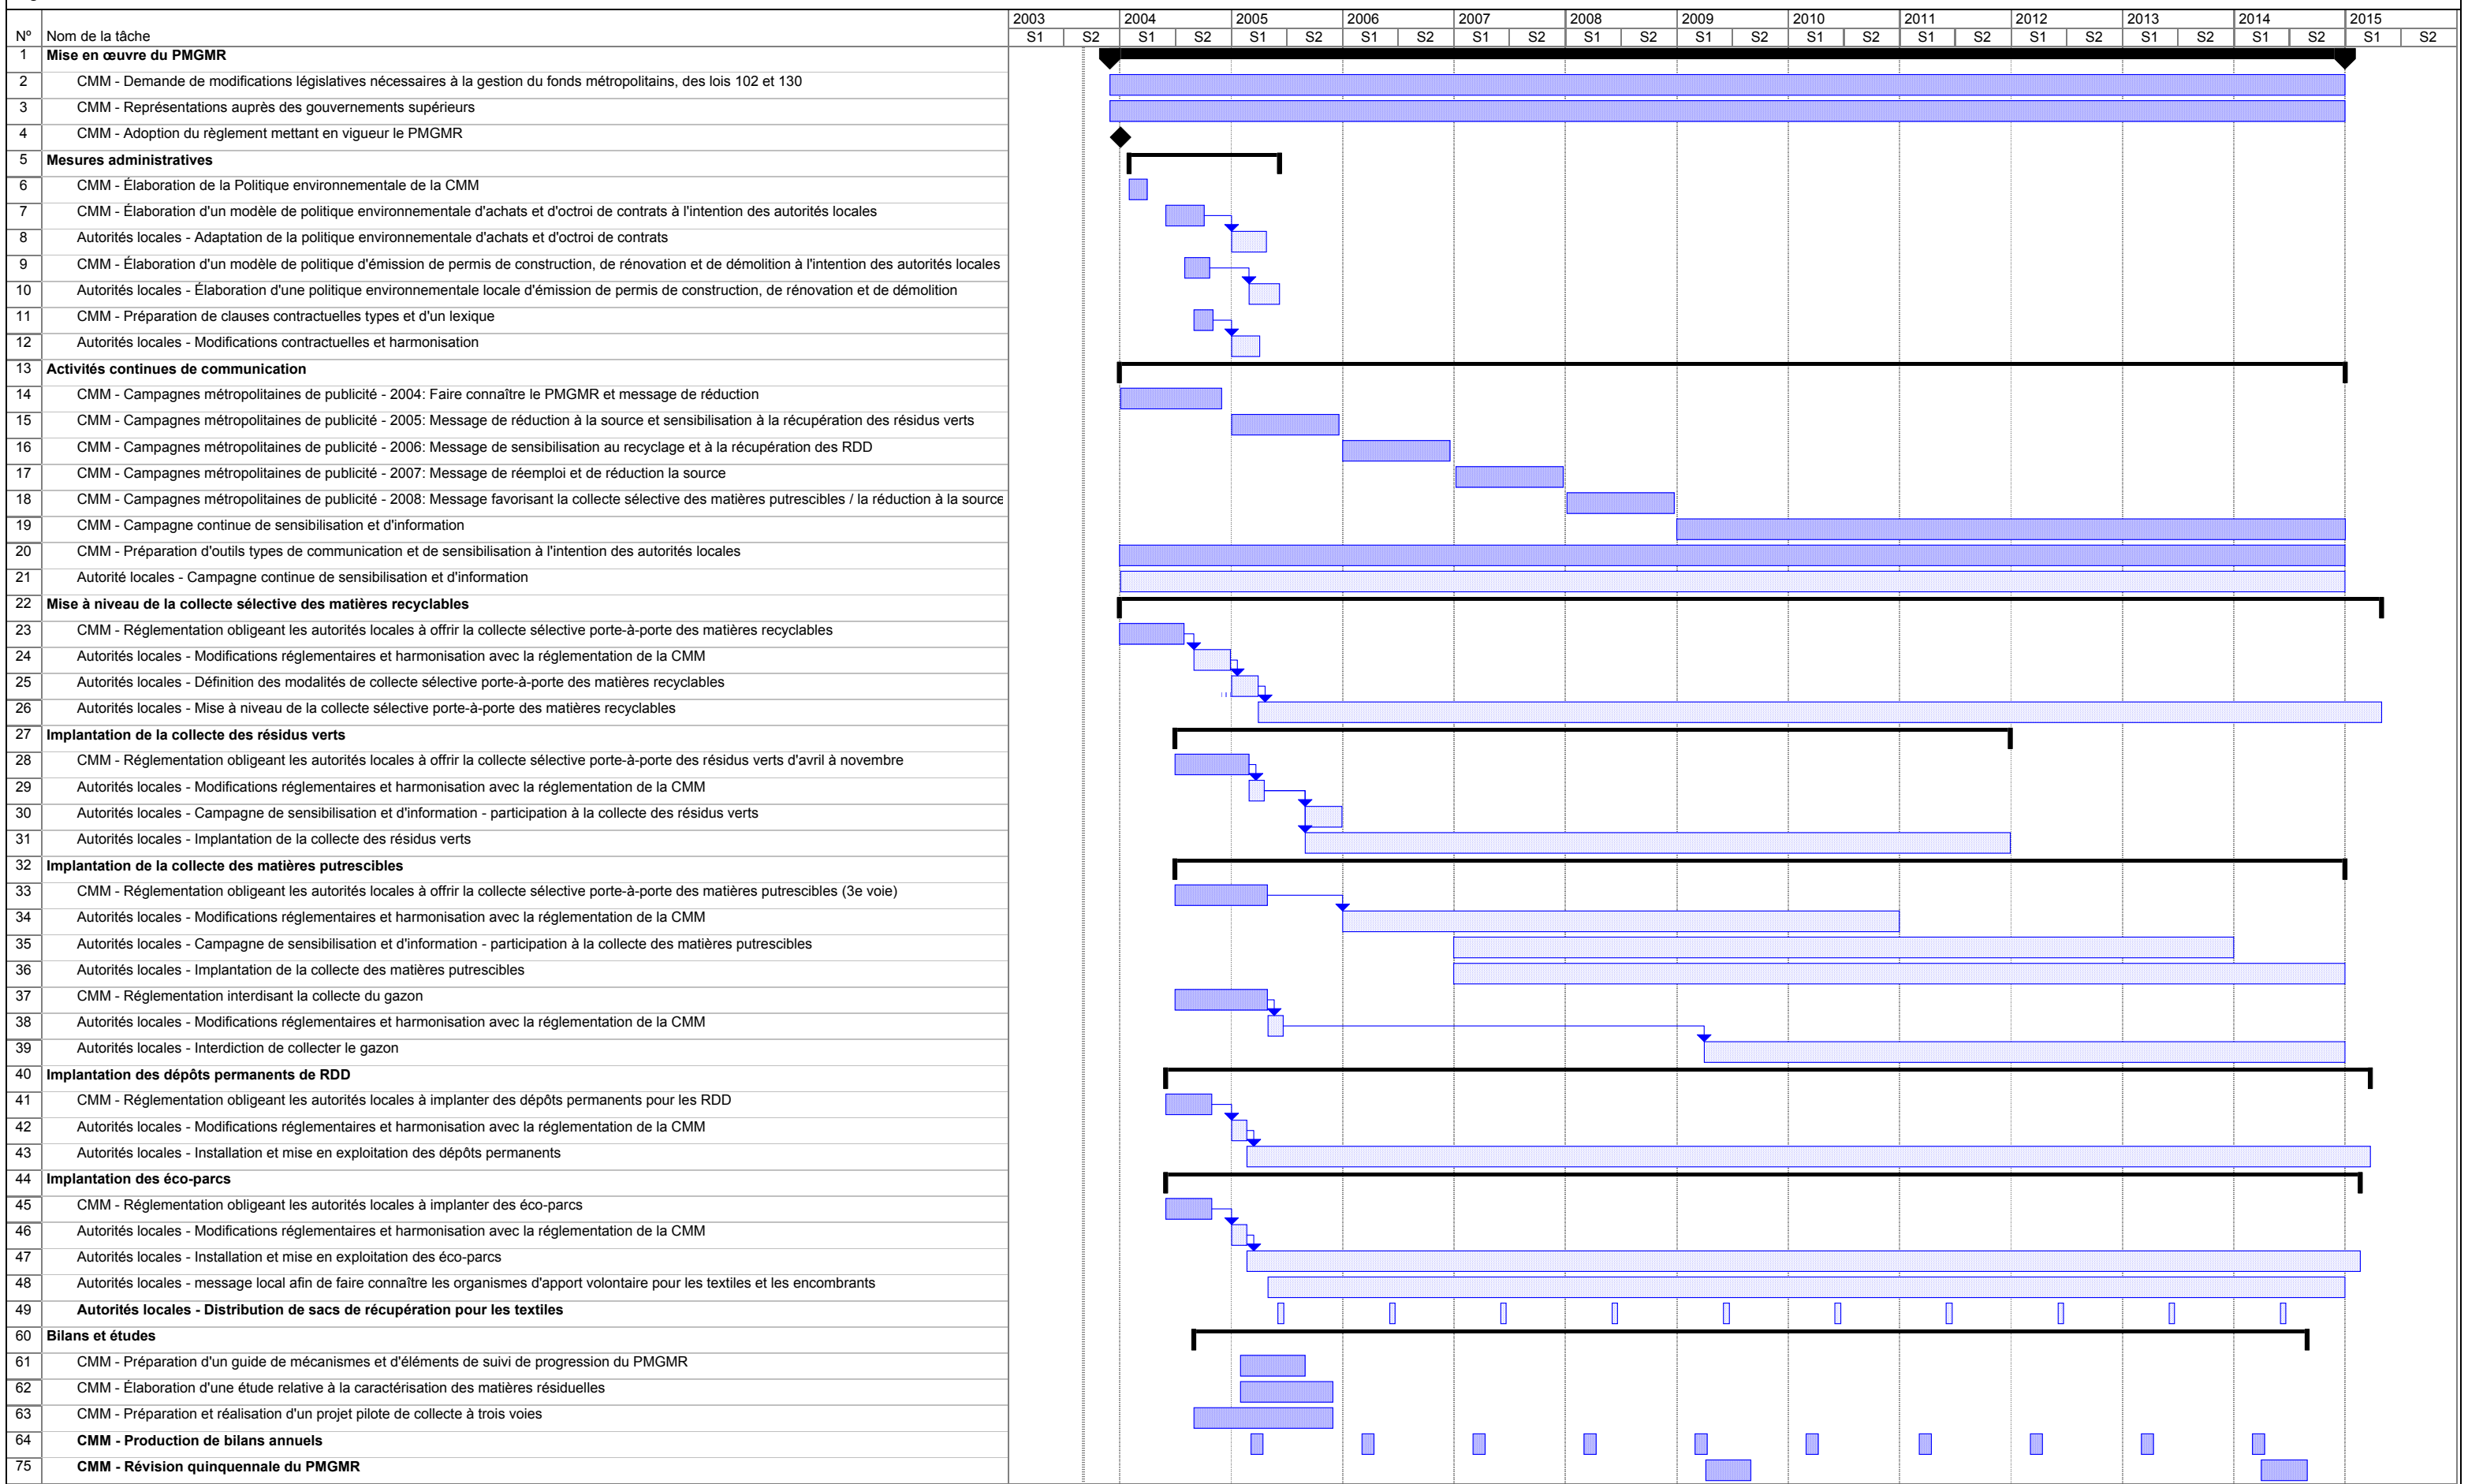 2003 2004 2005 2006 2007 2008 2009 2010 2011 2012 2013 2014 2015
Nº Nom de la tâche S1 S2 S1 S2 S1 S2 S1 S2 S1 S2 S1 S2 S1 S2 S1 S2 S1 S2 S1 S2 S1 S2 S1 S2 S1 S2
1 Mise en œuvre du PMGMR
2 CMM - Demande de modifications législatives nécessaires à la gestion du fonds métropolitains, des lois 102 et 130
3 CMM - Représentations auprès des gouvernements supérieurs
4 CMM - Adoption du règlement mettant en vigueur le PMGMR
5 Mesures administratives
6 CMM - Élaboration de la Politique environnementale de la CMM
7 CMM - Élaboration d'un modèle de politique environnementale d'achats et d'octroi de contrats à l'intention des autorités locales
8 Autorités locales - Adaptation de la politique environnementale d'achats et d'octroi de contrats
9 CMM - Élaboration d'un modèle de politique d'émission de permis de construction, de rénovation et de démolition à l'intention des autorités locales
10 Autorités locales - Élaboration d'une politique environnementale locale d'émission de permis de construction, de rénovation et de démolition
11 CMM - Préparation de clauses contractuelles types et d'un lexique
12 Autorités locales - Modifications contractuelles et harmonisation
13 Activités continues de communication
14 CMM - Campagnes métropolitaines de publicité - 2004: Faire connaître le PMGMR et message de réduction
15 CMM - Campagnes métropolitaines de publicité - 2005: Message de réduction à la source et sensibilisation à la récupération des résidus verts
16 CMM - Campagnes métropolitaines de publicité - 2006: Message de sensibilisation au recyclage et à la récupération des RDD
17 CMM - Campagnes métropolitaines de publicité - 2007: Message de réemploi et de réduction la source
18 CMM - Campagnes métropolitaines de publicité - 2008: Message favorisant la collecte sélective des matières putrescibles / la réduction à la source
19 CMM - Campagne continue de sensibilisation et d'information
20 CMM - Préparation d'outils types de communication et de sensibilisation à l'intention des autorités locales
21 Autorité locales - Campagne continue de sensibilisation et d'information
22 Mise à niveau de la collecte sélective des matières recyclables
23 CMM - Réglementation obligeant les autorités locales à offrir la collecte sélective porte-à-porte des matières recyclables
24 Autorités locales - Modifications réglementaires et harmonisation avec la réglementation de la CMM
25 Autorités locales - Définition des modalités de collecte sélective porte-à-porte des matières recyclables
26 Autorités locales - Mise à niveau de la collecte sélective porte-à-porte des matières recyclables
27 Implantation de la collecte des résidus verts
28 CMM - Réglementation obligeant les autorités locales à offrir la collecte sélective porte-à-porte des résidus verts d'avril à novembre
29 Autorités locales - Modifications réglementaires et harmonisation avec la réglementation de la CMM
30 Autorités locales - Campagne de sensibilisation et d'information - participation à la collecte des résidus verts
31 Autorités locales - Implantation de la collecte des résidus verts
32 Implantation de la collecte des matières putrescibles
33 CMM - Réglementation obligeant les autorités locales à offrir la collecte sélective porte-à-porte des matières putrescibles (3e voie)
34 Autorités locales - Modifications réglementaires et harmonisation avec la réglementation de la CMM
35 Autorités locales - Campagne de sensibilisation et d'information - participation à la collecte des matières putrescibles
36 Autorités locales - Implantation de la collecte des matières putrescibles
37 CMM - Réglementation interdisant la collecte du gazon
38 Autorités locales - Modifications réglementaires et harmonisation avec la réglementation de la CMM
39 Autorités locales - Interdiction de collecter le gazon
40 Implantation des dépôts permanents de RDD
41 CMM - Réglementation obligeant les autorités locales à implanter des dépôts permanents pour les RDD
42 Autorités locales - Modifications réglementaires et harmonisation avec la réglementation de la CMM
43 Autorités locales - Installation et mise en exploitation des dépôts permanents
44 Implantation des éco-parcs
45 CMM - Réglementation obligeant les autorités locales à implanter des éco-parcs
46 Autorités locales - Modifications réglementaires et harmonisation avec la réglementation de la CMM
47 Autorités locales - Installation et mise en exploitation des éco-parcs
48 Autorités locales - message local afin de faire connaître les organismes d'apport volontaire pour les textiles et les encombrants
49 Autorités locales - Distribution de sacs de récupération pour les textiles
60 Bilans et études
61 CMM - Préparation d'un guide de mécanismes et d'éléments de suivi de progression du PMGMR
62 CMM - Élaboration d'une étude relative à la caractérisation des matières résiduelles
63 CMM - Préparation et réalisation d'un projet pilote de collecte à trois voies
64 CMM - Production de bilans annuels
75 CMM - Révision quinquennale du PMGMR